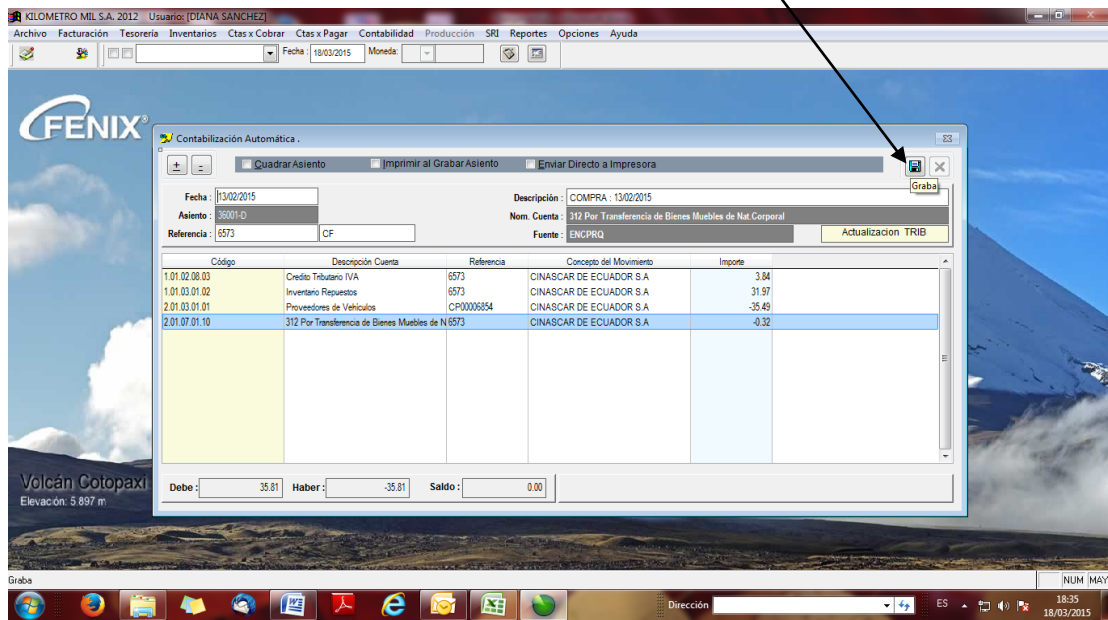 KILOMETRO MIL S.A. 2012 Usuario: [DIANA SANCHEZ]
Archivo Facturación Tesorería Inventarios Ctas x Cobrar Ctas x Pagar Contabilidad Producción SRI Reportes Opciones Ayuda
Fecha : 18/03/2015 Moneda:
FENIX®
Contabilización Automática .
+ - Cuadrar Asiento Imprimir al Grabar Asiento Enviar Directo a Impresora
Graba
Fecha : 13/02/2015 Descripción : COMPRA : 13/02/2015
Asiento : 36001-D Nom. Cuenta : 312 Por Transferencia de Bienes Muebles de Nat.Corporal
Referencia : 6573 CF Fuente : ENCPRQ Actualizacion TRIB
Código Descripción Cuenta Referencia Concepto del Movimiento Importe
1.01.02.08.03 Credito Tributario IVA 6573 CINASCAR DE ECUADOR S.A 3.84
1.01.03.01.02 Inventario Repuestos 6573 CINASCAR DE ECUADOR S.A 31.97
2.01.03.01.01 Proveedores de Vehículos CP00006854 CINASCAR DE ECUADOR S.A -35.49
2.01.07.01.10 312 Por Transferencia de Bienes Muebles de N 6573 CINASCAR DE ECUADOR S.A -0.32
Volcán Cotopaxi
Elevación: 5.897 m
Debe : 35.81 Haber : -35.81 Saldo : 0.00
Graba
NUM MAY
Dirección
ES
18:35
18/03/2015